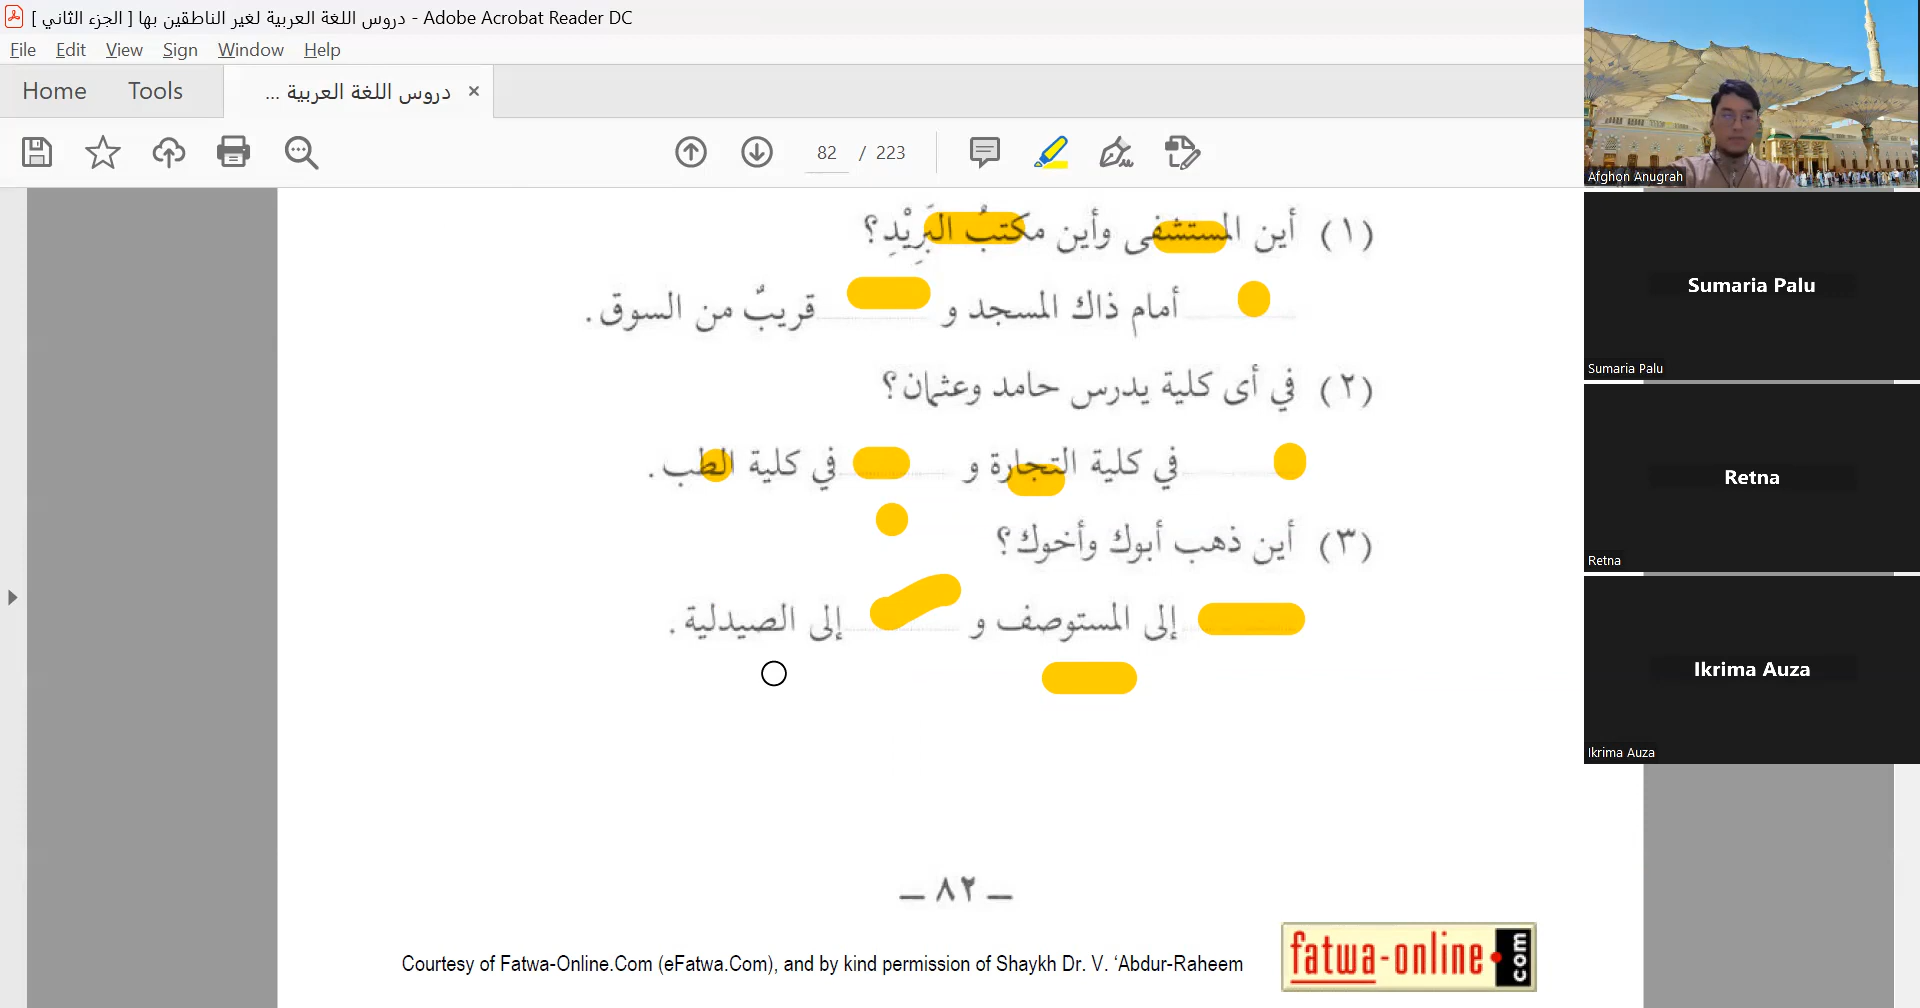 دروس اللغة العربية لغير الناطقين بها [ الجزء الثاني ] - Adobe Acrobat Reader DC
File Edit View Sign Window Help
Home Tools دروس اللغة العربية ... ×
82 / 223
(١) أين المستشفى وأين مكتبُ البَرِيْدِ؟
أمام ذاك المسجد و قريبٌ من السوق .
(٢) في أى كلية يدرس حامد وعثمان؟
في كلية التجارة و في كلية الطب .
(٣) أين ذهب أبوك وأخوك؟
إلى المستوصف و إلى الصيدلية .
— ٨٢ —
Courtesy of Fatwa-Online.Com (eFatwa.Com), and by kind permission of Shaykh Dr. V. ‘Abdur-Raheem
fatwa-online.com
Afghon Anugrah
Sumaria Palu
Sumaria Palu
Retna
Retna
Ikrima Auza
Ikrima Auza